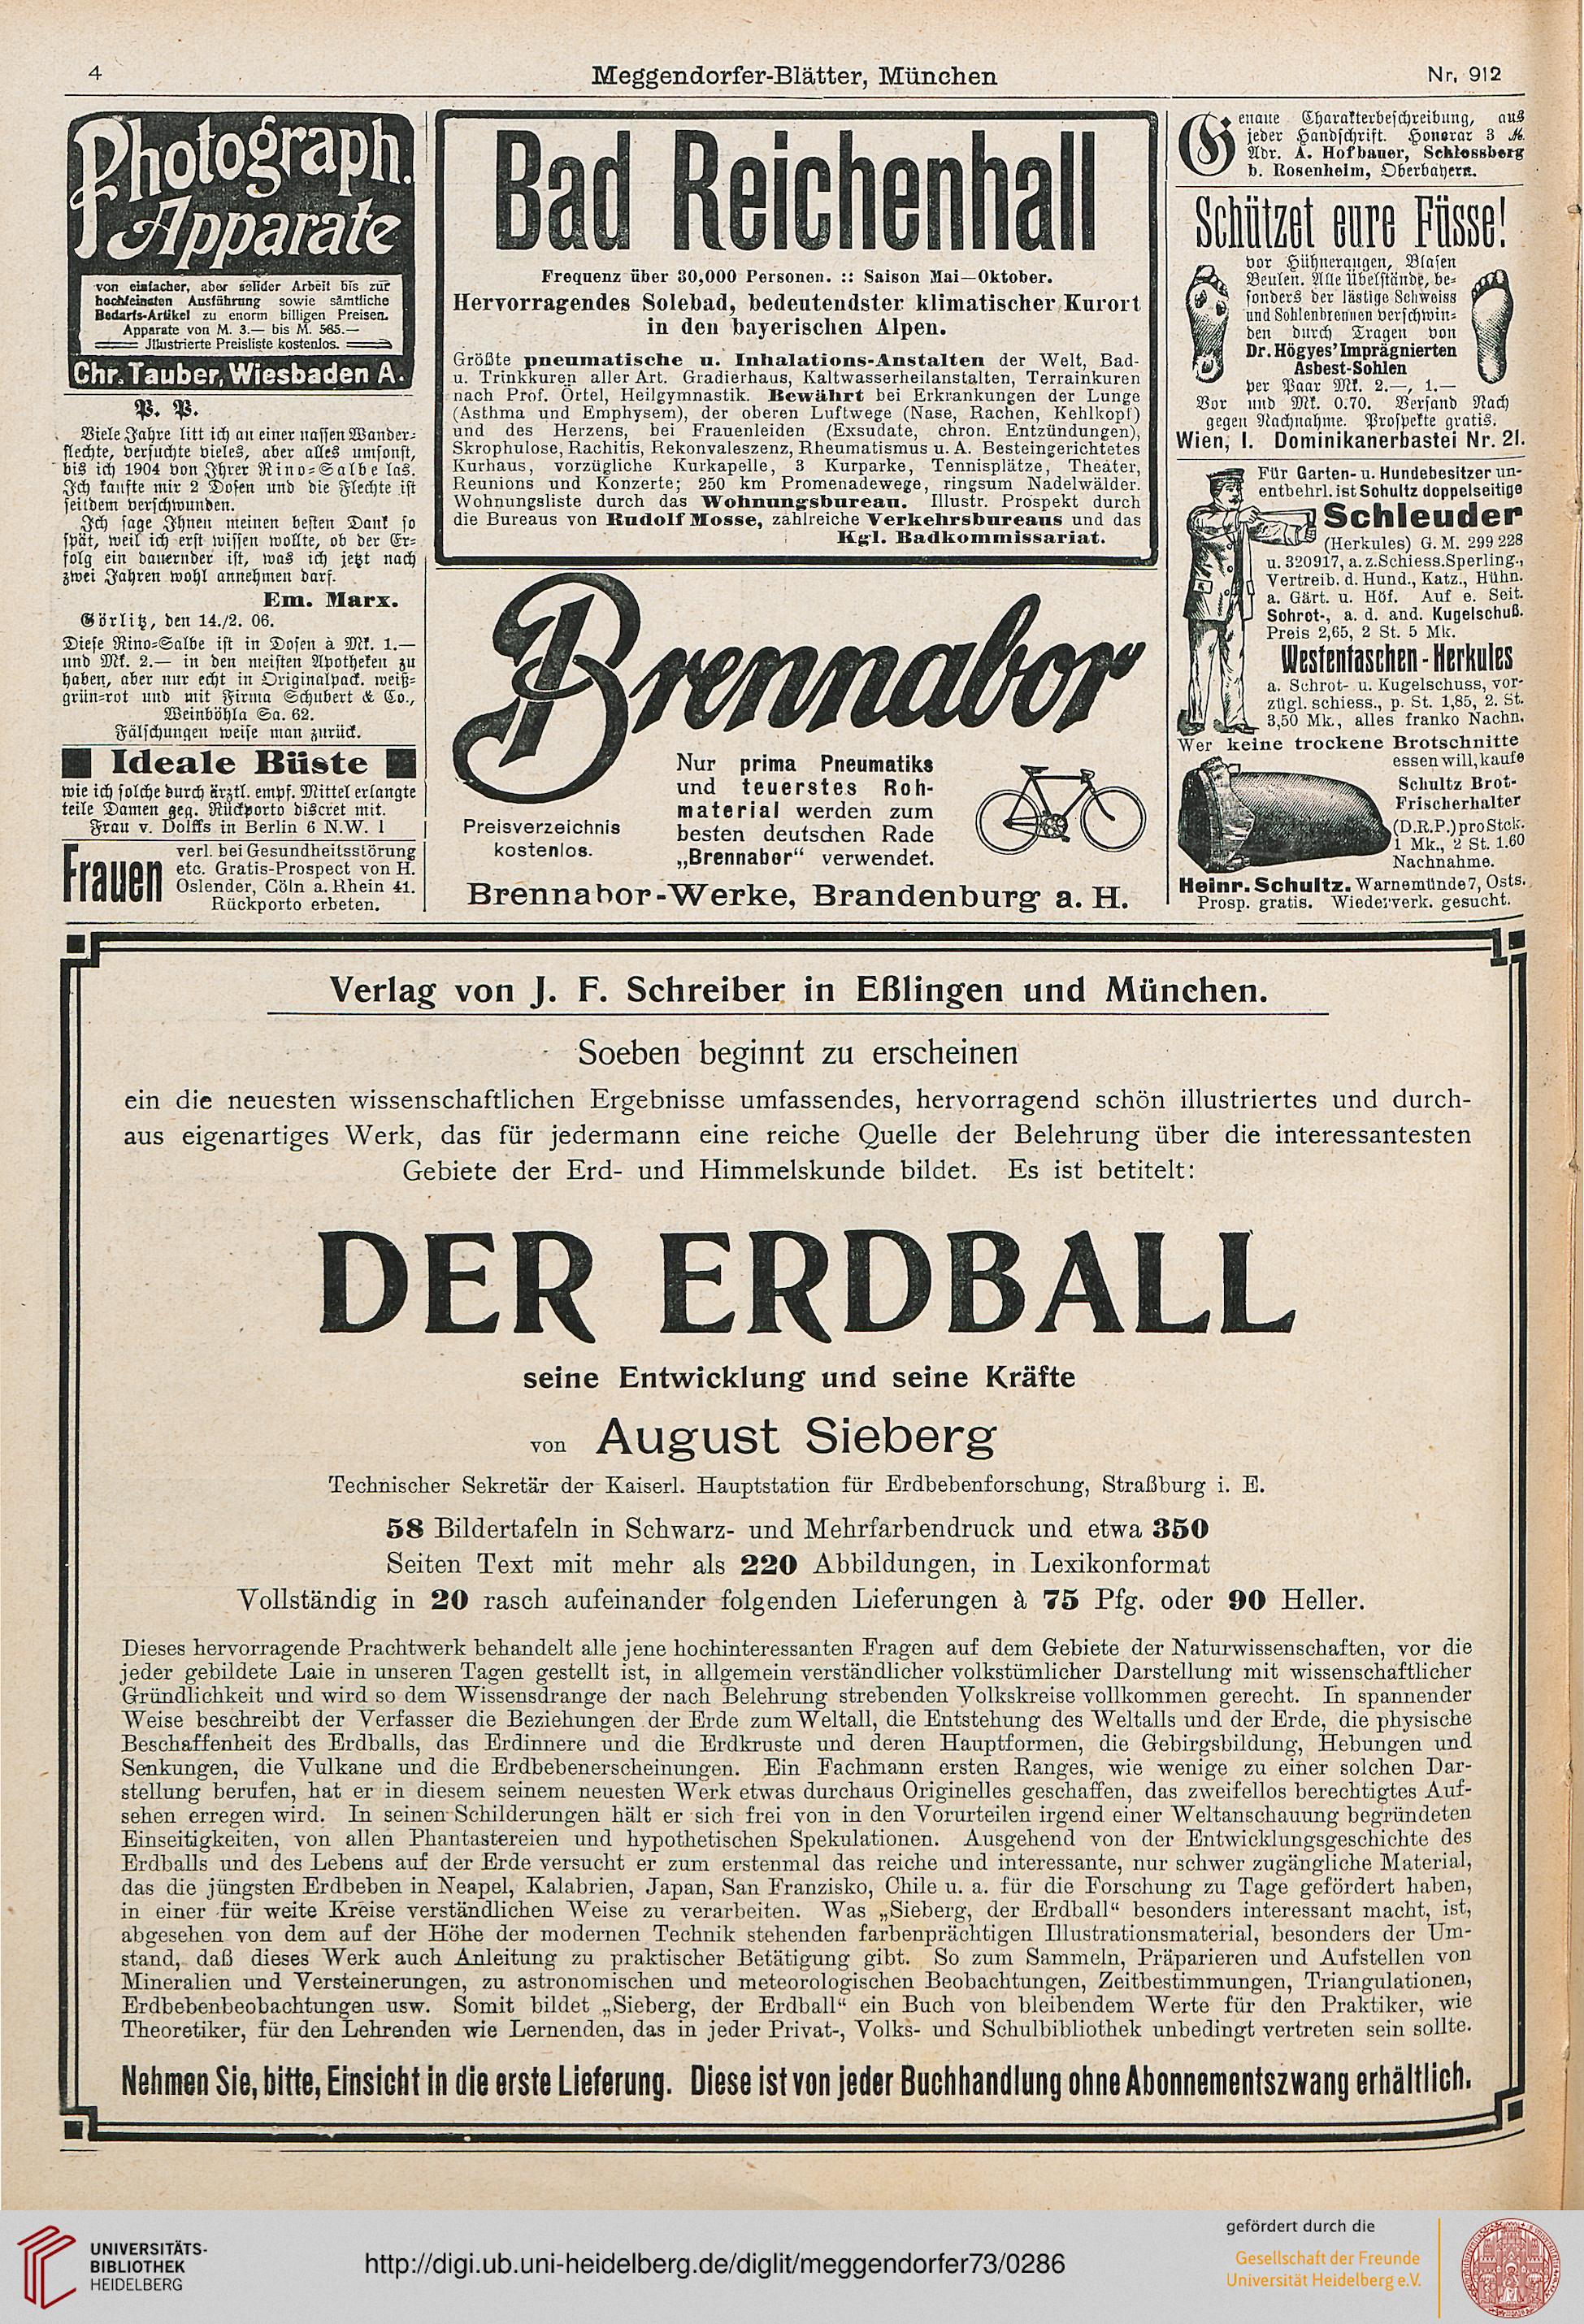 4
Meggendorfer-Blätter, München
Nr. 912
Photograph.
Apparate
von einfacher, aber solider Arbeit bis zur
hochfeinsten Ausführung sowie sämtliche
Bedarfs-Artikel zu enorm billigen Preisen.
Apparate von M. 3.— bis M. 585.—
Jllustrierte Preisliste kostenlos.
Chr. Tauber, Wiesbaden A.
P. P.
Viele Jahre litt ich an einer nassen Wander-
flechte, versuchte vieles, aber alles umsonst,
bis ich 1904 von Ihrer Rino-Salbe las.
Ich kaufte mir 2 Dosen und die Flechte ist
seitdem verschwunden.
Ich sage Ihnen meinen besten Dank so
spät, weil ich erst wissen wollte, ob der Er-
folg ein dauernder ist, was ich jetzt nach
zwei Jahren wohl annehmen darf.
Em. Marx.
Görlitz, den 14./2. 06.
Diese Rino-Salbe ist in Dosen à Mk. 1.—
und Mk. 2.— in den meisten Apotheken zu
haben, aber nur echt in Originalpack. weiß-
grün-rot und mit Firma Schubert & Co.,
Weinböhla Sa. 62.
Fälschungen weise man zurück.
Ideale Büste
wie ich solche durch ärztl. empf. Mittel erlangte
teile Damen geg. Rückporto discret mit.
Frau v. Dolffs in Berlin 6 N.W. 1
Frauen
verl. bei Gesundheitsstörung
etc. Gratis-Prospect von H.
Oslender, Cöln a. Rhein 41.
Rückporto erbeten.
Bad Reichenhall
Frequenz über 30,000 Personen. :: Saison Mai—Oktober.
Hervorragendes Solebad, bedeutendster klimatischer Kurort
in den bayerischen Alpen.
Größte pneumatische u. Inhalations-Anstalten der Welt, Bad-
u. Trinkkuren aller Art. Gradierhaus, Kaltwasserheilanstalten, Terrainkuren
nach Prof. Örtel, Heilgymnastik. Bewährt bei Erkrankungen der Lunge
(Asthma und Emphysem), der oberen Luftwege (Nase, Rachen, Kehlkopf)
und des Herzens, bei Frauenleiden (Exsudate, chron. Entzündungen),
Skrophulose, Rachitis, Rekonvaleszenz, Rheumatismus u. A. Besteingerichtetes
Kurhaus, vorzügliche Kurkapelle, 3 Kurparke, Tennisplätze, Theater,
Reunions und Konzerte; 250 km Promenadewege, ringsum Nadelwälder.
Wohnungsliste durch das Wohnungsbureau. Illustr. Prospekt durch
die Bureaus von Rudolf Mosse, zahlreiche Verkehrsbureaus und das
Kgl. Badkommissariat.
Brennabor
Preisverzeichnis
kostenlos.
Nur prima Pneumatiks
und teuerstes Roh-
material werden zum
besten deutschen Rade
„Brennabor“ verwendet.
Brennabor-Werke, Brandenburg a. H.
Genaue Charakterbeschreibung, aus
jeder Handschrift. Honorar 3 ℳ.
Adr. A. Hofbauer, Schlossberg
b. Rosenheim, Oberbayern.
Schützet eure Füsse!
vor Hühneraugen, Blasen
Beulen. Alle Übelstände, be-
sonders der lästige Schweiss
und Sohlenbrennen verschwin-
den durch Tragen von
Dr. Högyes' Imprägnierten
Asbest-Sohlen
per Paar Mk. 2.—, 1.—
Vor und Mk. 0.70. Versand Nach
gegen Nachnahme. Prospekte gratis.
Wien, I. Dominikanerbastei Nr. 21.
Für Garten- u. Hundebesitzer un-
entbehrl. ist Schultz doppelseitige
Schleuder
(Herkules) G. M. 299 228
u. 320917, a. z. Schiess. Sperling.,
Vertreib. d. Hund., Katz., Hühn.
a. Gärt. u. Höf. Auf e. Seit.
Schrot-, a. d. and. Kugelschuß.
Preis 2,65, 2 St. 5 Mk.
Westentaschen-Herkules
a. Schrot- u. Kugelschuss, vor-
zügl. schiess., p. St. 1,85, 2. St.
3,50 Mk., alles franko Nachn.
Wer keine trockene Brotschnitte
essen will, kaufe
Schultz Brot-
Frischerhalter
(D.R.P.) pro Stck.
1 Mk., 2 St. 1.60
Nachnahme.
Heinr. Schultz. Warnemünde 7, Osts.
Prosp. gratis. Wiederverk. gesucht.
Verlag von J. F. Schreiber in Eßlingen und München.
Soeben beginnt zu erscheinen
ein die neuesten wissenschaftlichen Ergebnisse umfassendes, hervorragend schön illustriertes und durch-
aus eigenartiges Werk, das für jedermann eine reiche Quelle der Belehrung über die interessantesten
Gebiete der Erd- und Himmelskunde bildet. Es ist betitelt:
DER ERDBALL
seine Entwicklung und seine Kräfte
von August Sieberg
Technischer Sekretär der Kaiserl. Hauptstation für Erdbebenforschung, Straßburg i. E.
58 Bildertafeln in Schwarz- und Mehrfarbendruck und etwa 350
Seiten Text mit mehr als 220 Abbildungen, in Lexikonformat
Vollständig in 20 rasch aufeinander folgenden Lieferungen à 75 Pfg. oder 90 Heller.
Dieses hervorragende Prachtwerk behandelt alle jene hochinteressanten Fragen auf dem Gebiete der Naturwissenschaften, vor die
jeder gebildete Laie in unseren Tagen gestellt ist, in allgemein verständlicher volkstümlicher Darstellung mit wissenschaftlicher
Gründlichkeit und wird so dem Wissensdrange der nach Belehrung strebenden Volkskreise vollkommen gerecht. In spannender
Weise beschreibt der Verfasser die Beziehungen der Erde zum Weltall, die Entstehung des Weltalls und der Erde, die physische
Beschaffenheit des Erdballs, das Erdinnere und die Erdkruste und deren Hauptformen, die Gebirgsbildung, Hebungen und
Senkungen, die Vulkane und die Erdbebenerscheinungen. Ein Fachmann ersten Ranges, wie wenige zu einer solchen Dar-
stellung berufen, hat er in diesem seinem neuesten Werk etwas durchaus Originelles geschaffen, das zweifellos berechtigtes Auf-
sehen erregen wird. In seinen Schilderungen hält er sich frei von in den Vorurteilen irgend einer Weltanschauung begründeten
Einseitigkeiten, von allen Phantastereien und hypothetischen Spekulationen. Ausgehend von der Entwicklungsgeschichte des
Erdballs und des Lebens auf der Erde versucht er zum erstenmal das reiche und interessante, nur schwer zugängliche Material,
das die jüngsten Erdbeben in Neapel, Kalabrien, Japan, San Franzisko, Chile u. a. für die Forschung zu Tage gefördert haben,
in einer für weite Kreise verständlichen Weise zu verarbeiten. Was „Sieberg, der Erdball“ besonders interessant macht, ist,
abgesehen von dem auf der Höhe der modernen Technik stehenden farbenprächtigen Illustrationsmaterial, besonders der Um-
stand, daß dieses Werk auch Anleitung zu praktischer Betätigung gibt. So zum Sammeln, Präparieren und Aufstellen von
Mineralien und Versteinerungen, zu astronomischen und meteorologischen Beobachtungen, Zeitbestimmungen, Triangulationen,
Erdbebenbeobachtungen usw. Somit bildet „Sieberg, der Erdball“ ein Buch von bleibendem Werte für den Praktiker, wie
Theoretiker, für den Lehrenden wie Lernenden, das in jeder Privat-, Volks- und Schulbibliothek unbedingt vertreten sein sollte.
Nehmen Sie, bitte, Einsicht in die erste Lieferung. Diese ist von jeder Buchhandlung ohne Abonnementszwang erhältlich.
UNIVERSITÄTS-
BIBLIOTHEK
HEIDELBERG
http://digi.ub.uni-heidelberg.de/diglit/meggendorfer73/0286
gefördert durch die
Gesellschaft der Freunde
Universität Heidelberg e.V.